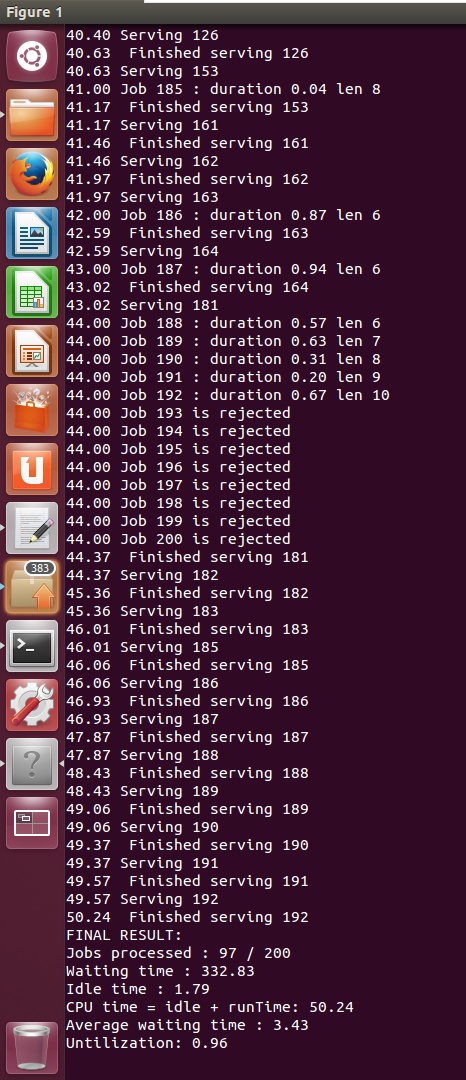 Figure 1
40.40 Serving 126
40.63  Finished serving 126
40.63 Serving 153
41.00 Job 185 : duration 0.04 len 8
41.17  Finished serving 153
41.17 Serving 161
41.46  Finished serving 161
41.46 Serving 162
41.97  Finished serving 162
41.97 Serving 163
42.00 Job 186 : duration 0.87 len 6
42.59  Finished serving 163
42.59 Serving 164
43.00 Job 187 : duration 0.94 len 6
43.02  Finished serving 164
43.02 Serving 181
44.00 Job 188 : duration 0.57 len 6
44.00 Job 189 : duration 0.63 len 7
44.00 Job 190 : duration 0.31 len 8
44.00 Job 191 : duration 0.20 len 9
44.00 Job 192 : duration 0.67 len 10
44.00 Job 193 is rejected
44.00 Job 194 is rejected
44.00 Job 195 is rejected
44.00 Job 196 is rejected
44.00 Job 197 is rejected
44.00 Job 198 is rejected
44.00 Job 199 is rejected
44.00 Job 200 is rejected
44.37  Finished serving 181
44.37 Serving 182
383
45.36  Finished serving 182
45.36 Serving 183
46.01  Finished serving 183
46.01 Serving 185
46.06  Finished serving 185
46.06 Serving 186
46.93  Finished serving 186
46.93 Serving 187
47.87  Finished serving 187
47.87 Serving 188
48.43  Finished serving 188
48.43 Serving 189
49.06  Finished serving 189
49.06 Serving 190
49.37  Finished serving 190
49.37 Serving 191
49.57  Finished serving 191
49.57 Serving 192
50.24  Finished serving 192
FINAL RESULT:
Jobs processed : 97 / 200
Waiting time : 332.83
Idle time : 1.79
CPU time = idle + runTime: 50.24
Average waiting time : 3.43
Untilization: 0.96